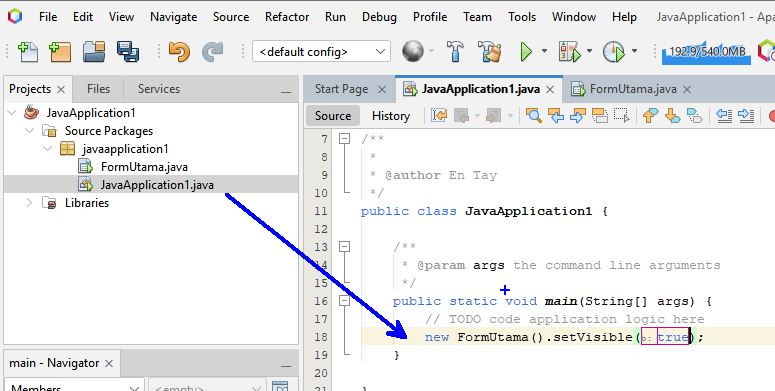 File Edit View Navigate Source Refactor Run Debug Profile Team Tools Window Help JavaApplication1 - Apa
<default config> 192.9/540.0MB
Projects Files Services
JavaApplication1
Source Packages
javaapplication1
FormUtama.java
JavaApplication1.java
Libraries
main - Navigator
Members <empty>
Start Page JavaApplication1.java FormUtama.java
Source History
7 /**
8 *
9 * @author En Tay
10 */
11 public class JavaApplication1 {
12
13 /**
14 * @param args the command line arguments
15 */
16 public static void main(String[] args) {
17 // TODO code application logic here
18 new FormUtama().setVisible(b: true);
19 }
20
21 }